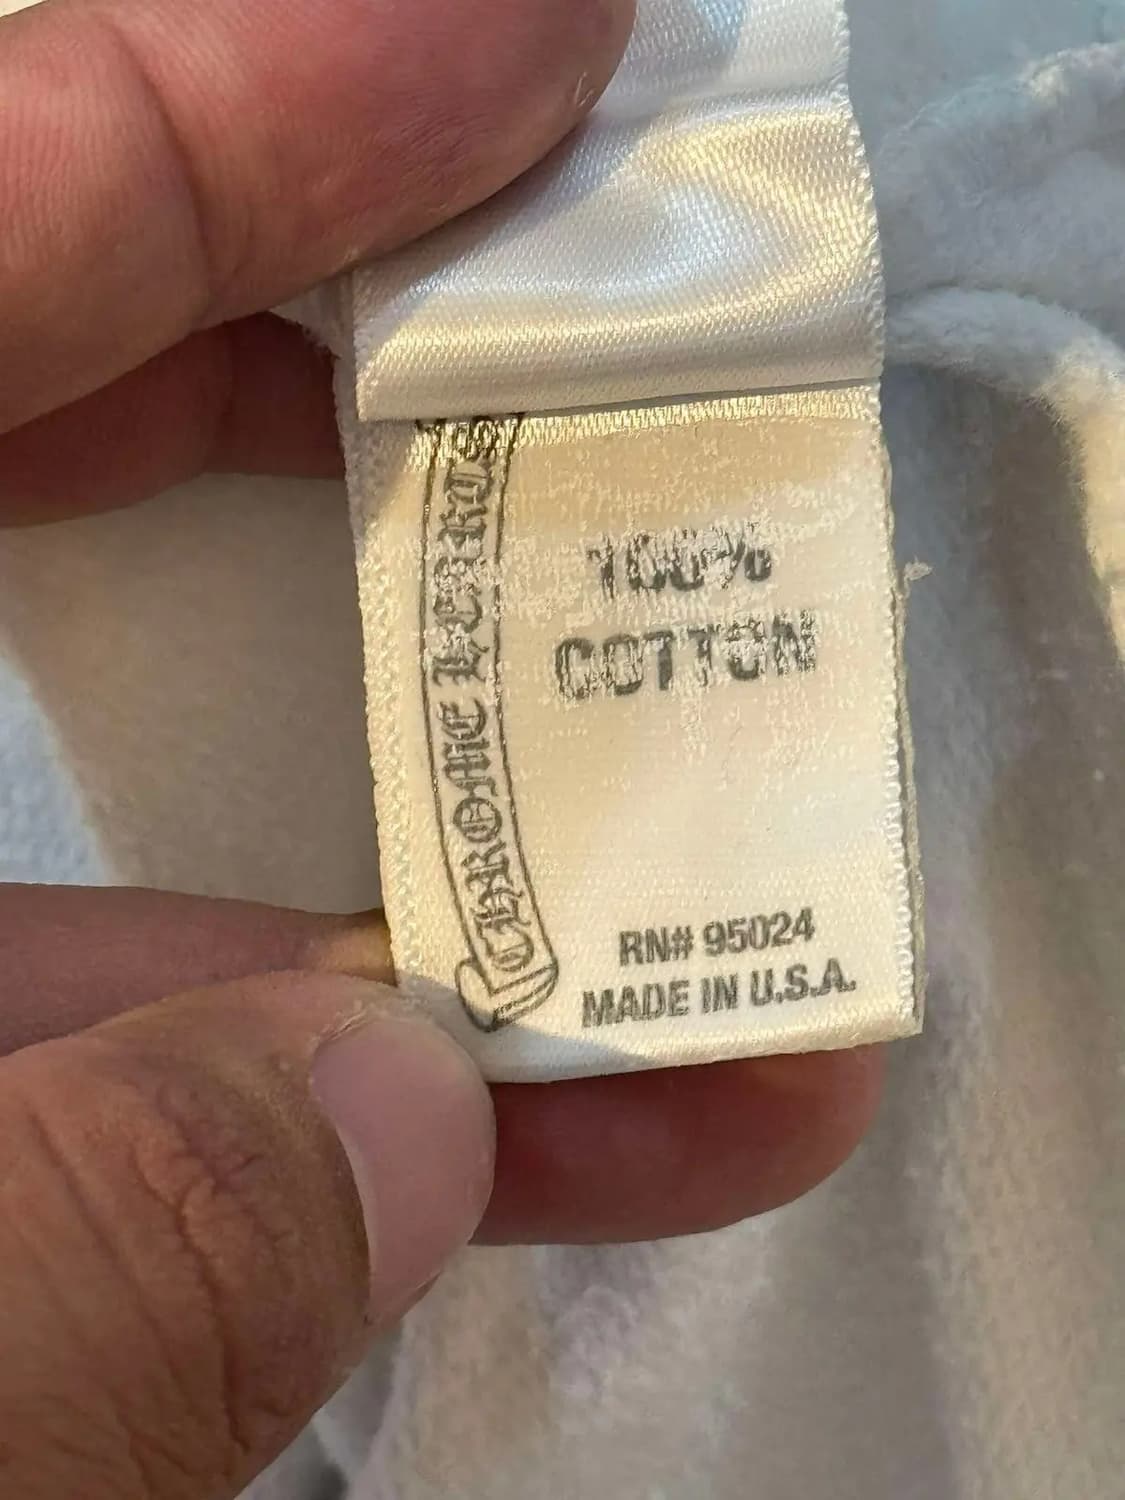 CHROME HEARTS
100%
COTTON
RN# 95024
MADE IN U.S.A.